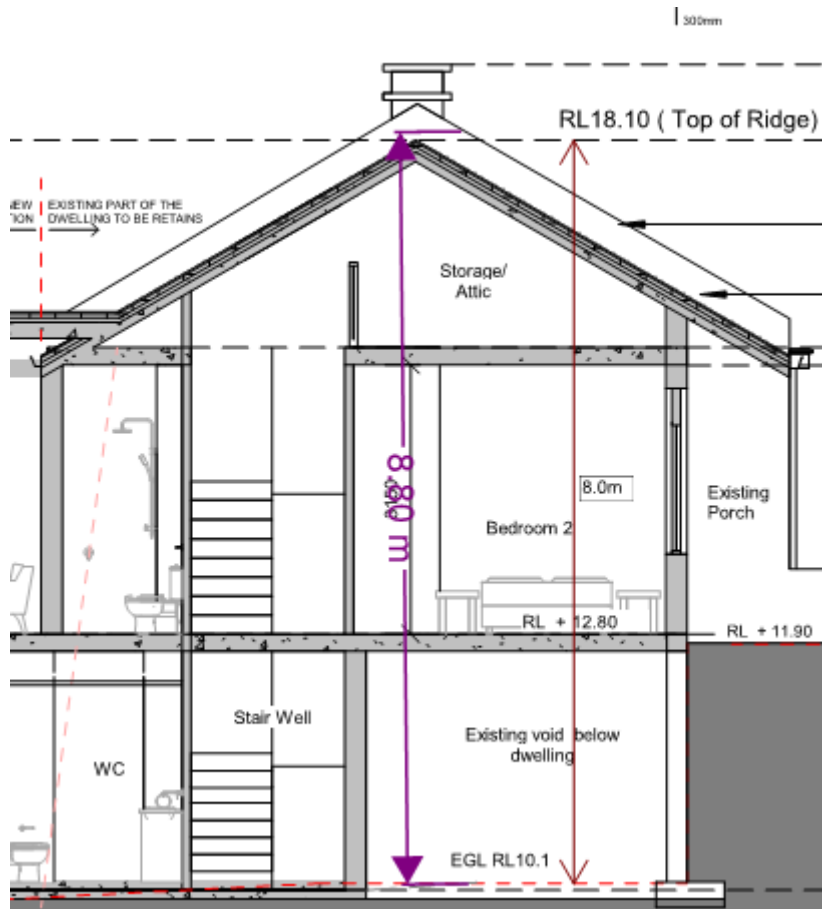 300mm
RL18.10 ( Top of Ridge)
NEW
TION
EXISTING PART OF THE
DWELLING TO BE RETAINS
Storage/
Attic
8.80 m
8.0m
Existing
Porch
Bedroom 2
RL + 12.80
RL + 11.90
Stair Well
Existing void below
dwelling
WC
EGL RL10.1